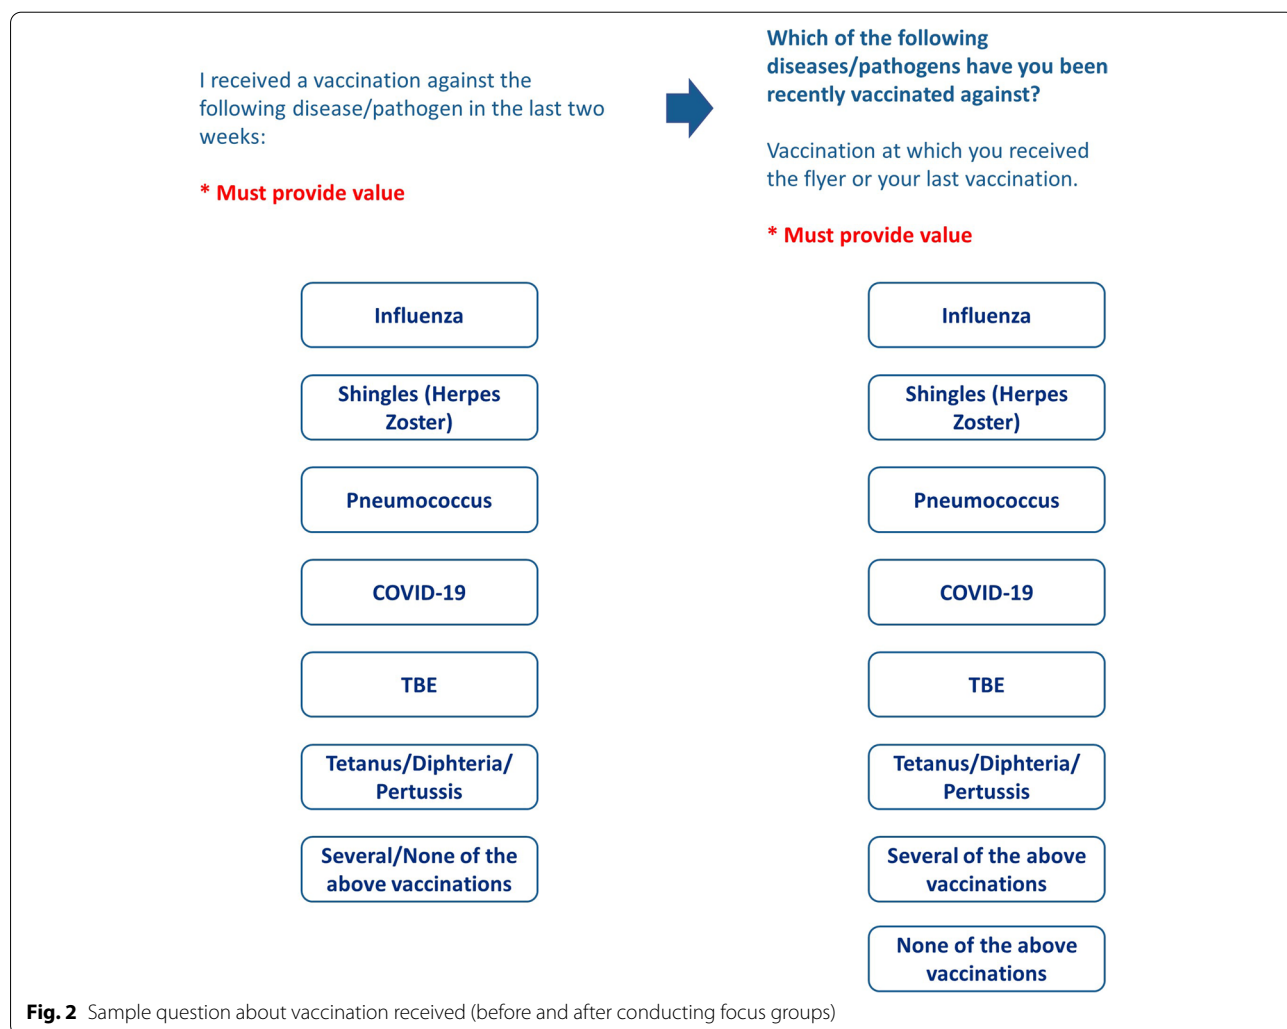 I received a vaccination against the
following disease/pathogen in the last two
weeks:
* Must provide value
Influenza
Shingles (Herpes
Zoster)
Pneumococcus
COVID-19
TBE
Tetanus/Diphteria/
Pertussis
Several/None of the
above vaccinations
Which of the following
diseases/pathogens have you been
recently vaccinated against?
Vaccination at which you received
the flyer or your last vaccination.
* Must provide value
Influenza
Shingles (Herpes
Zoster)
Pneumococcus
COVID-19
TBE
Tetanus/Diphteria/
Pertussis
Several of the above
vaccinations
None of the above
vaccinations
Fig. 2 Sample question about vaccination received (before and after conducting focus groups)